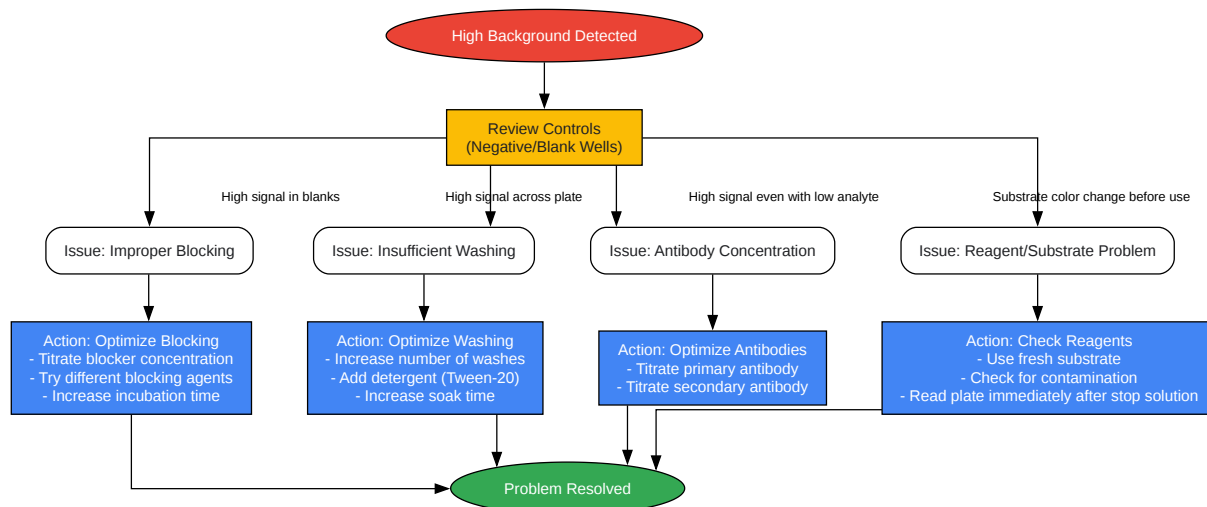 High Background Detected
Review Controls
(Negative/Blank Wells)
High signal in blanks
High signal across plate
High signal even with low analyte
Substrate color change before use
Issue: Improper Blocking
Issue: Insufficient Washing
Issue: Antibody Concentration
Issue: Reagent/Substrate Problem
Action: Optimize Blocking
- Titrate blocker concentration
- Try different blocking agents
- Increase incubation time
Action: Optimize Washing
- Increase number of washes
- Add detergent (Tween-20)
- Increase soak time
Action: Optimize Antibodies
- Titrate primary antibody
- Titrate secondary antibody
Action: Check Reagents
- Use fresh substrate
- Check for contamination
- Read plate immediately after stop solution
Problem Resolved